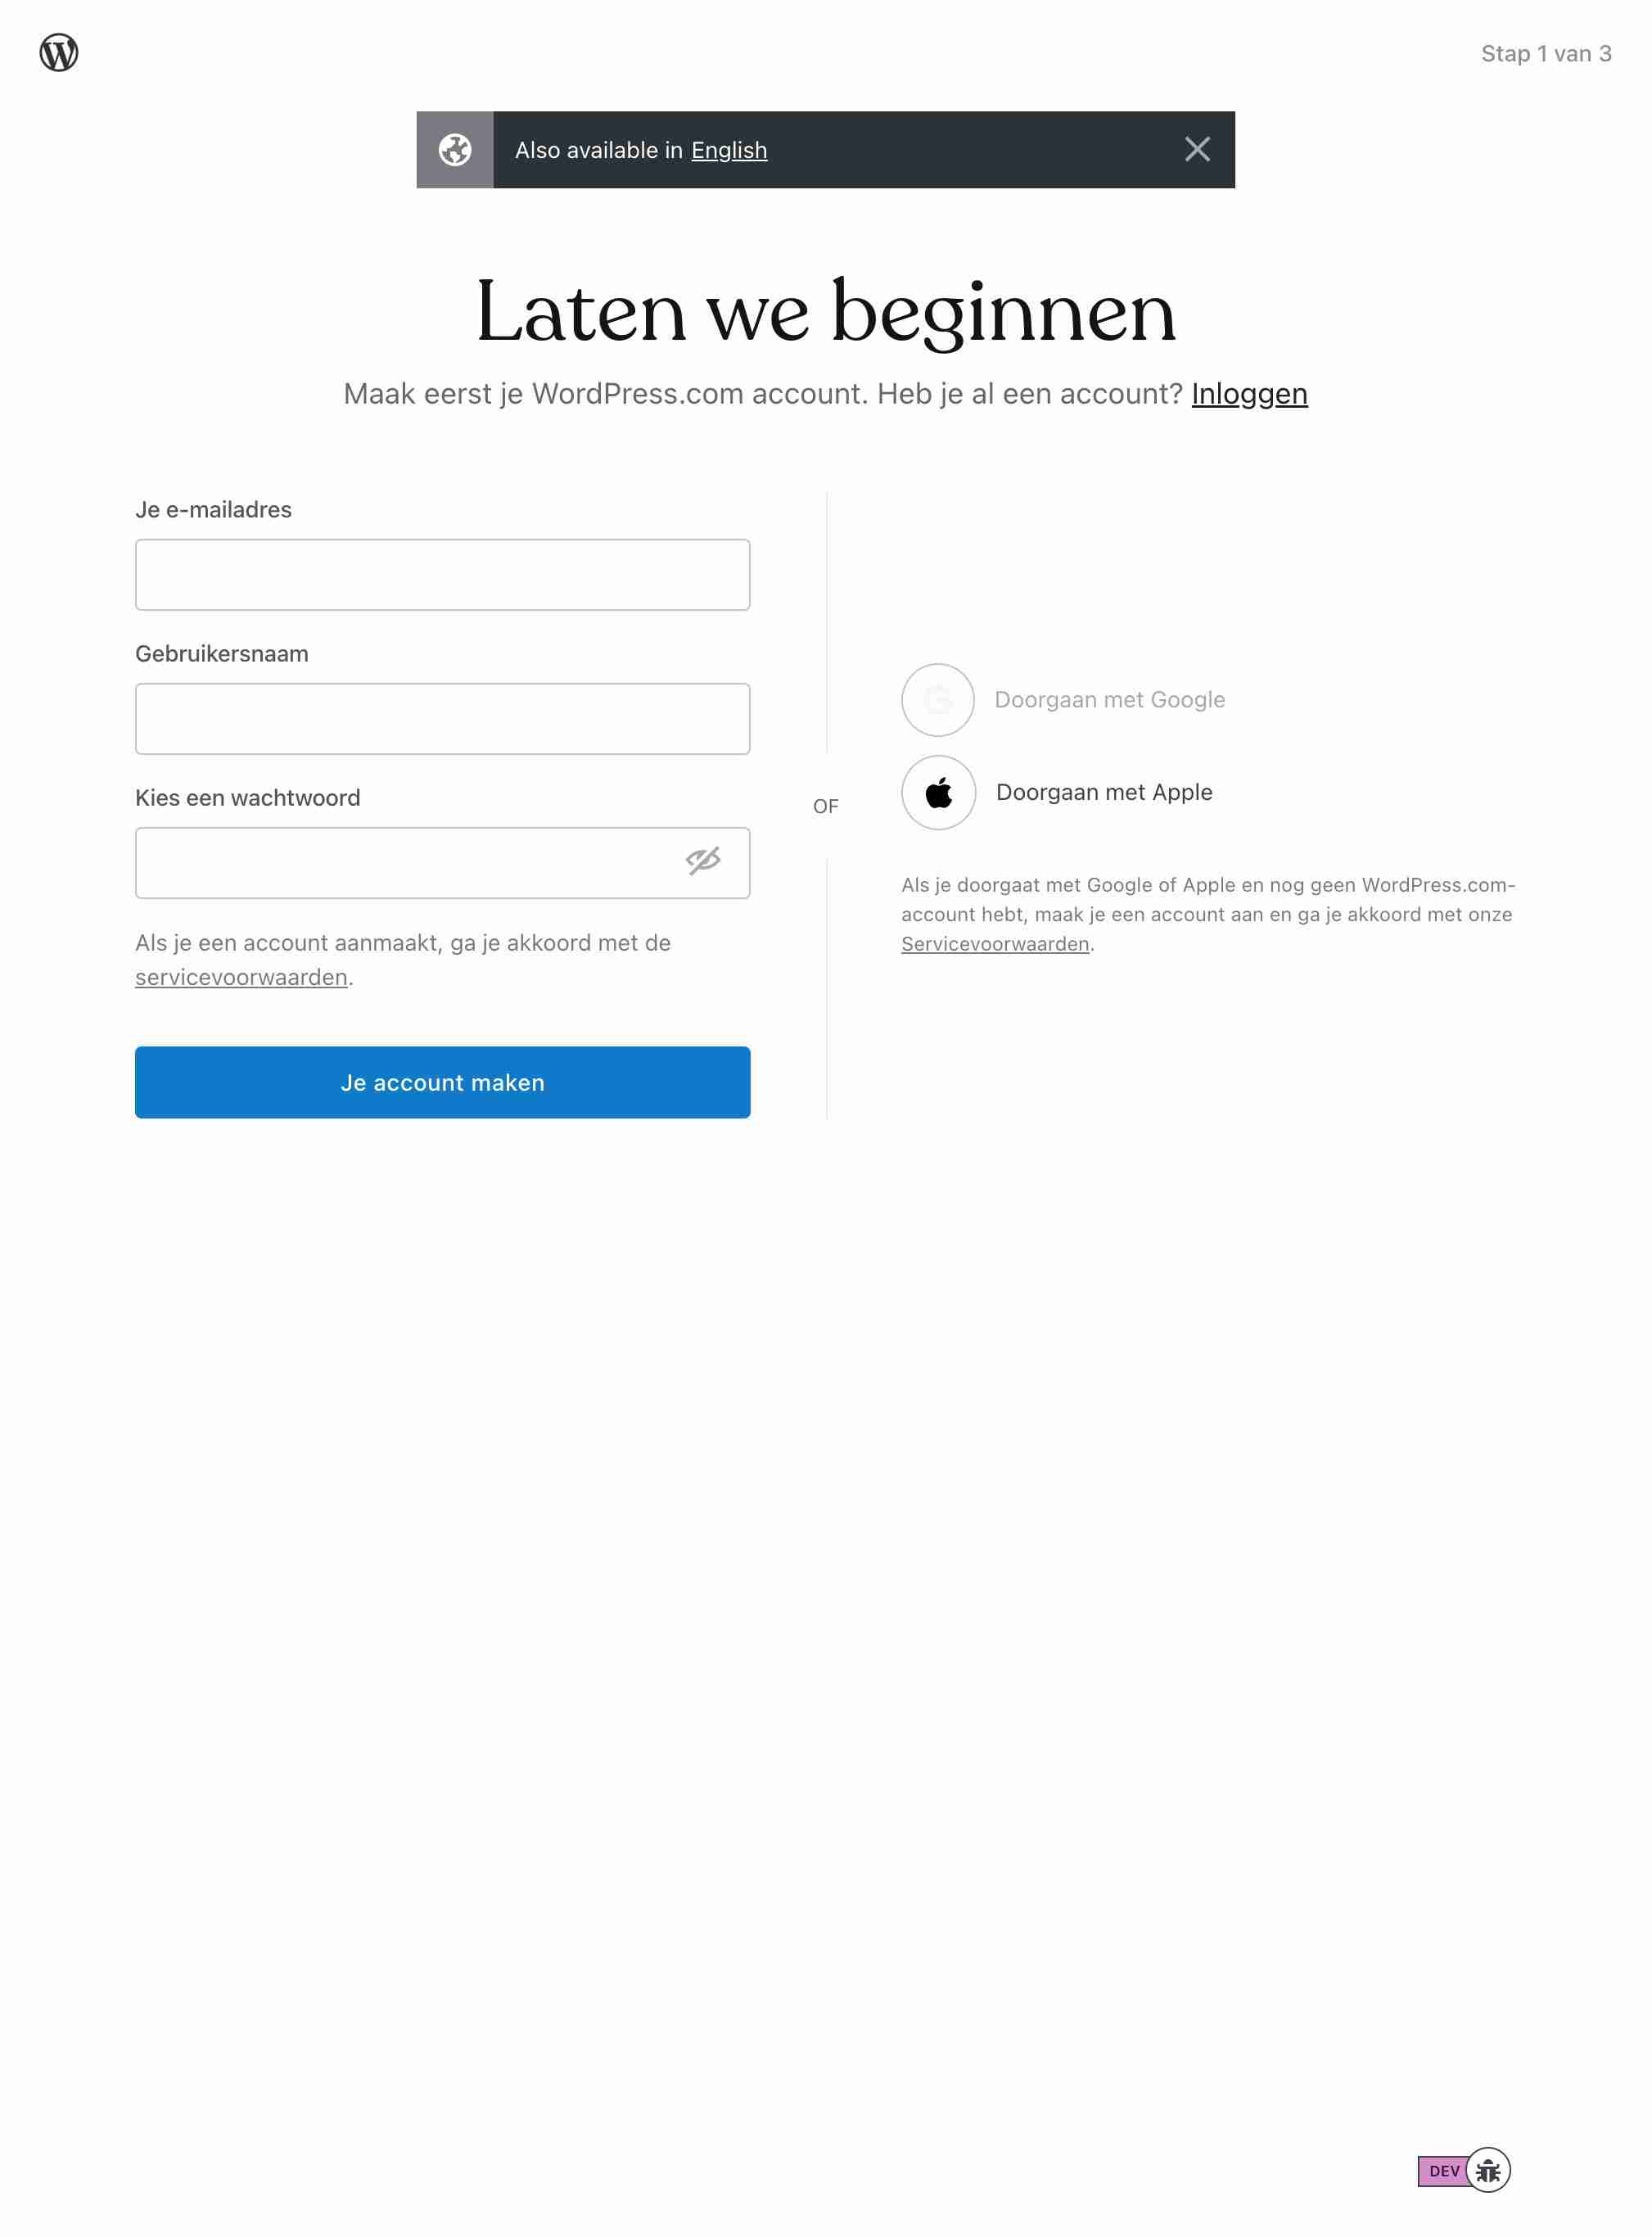 Stap 1 van 3
Also available in English
Laten we beginnen
Maak eerst je WordPress.com account. Heb je al een account? Inloggen
Je e-mailadres
Gebruikersnaam
Kies een wachtwoord
Als je een account aanmaakt, ga je akkoord met de
servicevoorwaarden.
Je account maken
OF
Doorgaan met Google
Doorgaan met Apple
Als je doorgaat met Google of Apple en nog geen WordPress.com-
account hebt, maak je een account aan en ga je akkoord met onze
Servicevoorwaarden.
DEV